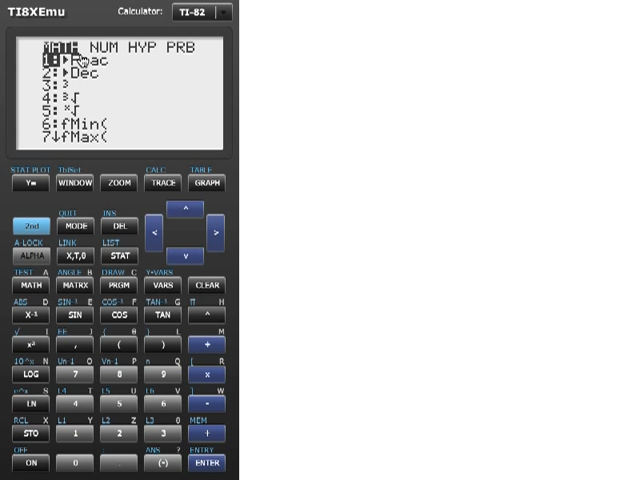 TI8XEmu Calculator: TI-82
MATH NUM HYP PRB
1:▸Frac
2:▸Dec
3:³
4:³√
5:ˣ√
6:fMin(
7↓fMax(
STAT PLOT TblSet CALC TABLE
Y= WINDOW ZOOM TRACE GRAPH
^
QUIT INS
2nd MODE DEL < >
A-LOCK LINK LIST
ALPHA X,T,θ STAT v
TEST A ANGLE B DRAW C Y-VARS
MATH MATRX PRGM VARS CLEAR
ABS D SIN-1 E COS-1 F TAN-1 G Π H
X-1 SIN COS TAN ^
√ I EE J { θ } L M
x² , ( ) ÷
10^x N Un-1 O Vn-1 P n Q [ R
LOG 7 8 9 x
e^x S L4 T L5 U L6 V ] W
LN 4 5 6 -
RCL X L1 Y L2 Z L3 θ MEM
STO 1 2 3 +
OFF ANS ? ENTRY
ON 0 . (-) ENTER